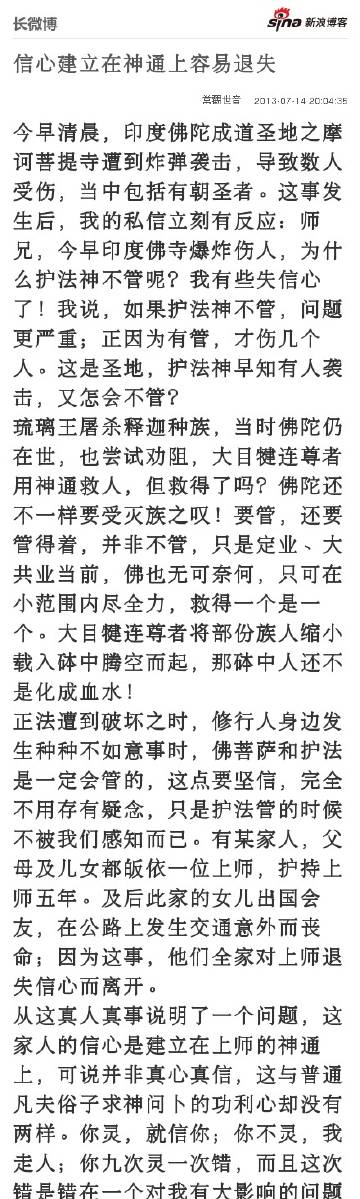 长微博
sina 新浪博客
信心建立在神通上容易退失
常翻世音 2013-07-14 20:04:35
今早清晨，印度佛陀成道圣地之摩
诃菩提寺遭到炸弹袭击，导致数人
受伤，当中包括有朝圣者。这事发
生后，我的私信立刻有反应：师
兄，今早印度佛寺爆炸伤人，为什
么护法神不管呢？我有些失信心
了！我说，如果护法神不管，问题
更严重；正因为有管，才伤几个
人。这是圣地，护法神早知有人袭
击，又怎会不管？
琉璃王屠杀释迦种族，当时佛陀仍
在世，也尝试劝阻，大目犍连尊者
用神通救人，但救得了吗？佛陀还
不一样要受灭族之叹！要管，还要
管得着，并非不管，只是定业、大
共业当前，佛也无可奈何，只可在
小范围内尽全力，救得一个是一
个。大目犍连尊者将部份族人缩小
载入砵中腾空而起，那砵中人还不
是化成血水！
正法遭到破坏之时，修行人身边发
生种种不如意事时，佛菩萨和护法
是一定会管的，这点要坚信，完全
不用存有疑念，只是护法管的时候
不被我们感知而已。有某家人，父
母及儿女都皈依一位上师，护持上
师五年。及后此家的女儿出国会
友，在公路上发生交通意外而丧
命；因为这事，他们全家对上师退
失信心而离开。
从这真人真事说明了一个问题，这
家人的信心是建立在上师的神通
上，可说并非真心真信，这与普通
凡夫俗子求神问卜的功利心却没有
两样。你灵，就信你；你不灵，我
走人；你九次灵一次错，而且这次
错是错在一个对我有大影响的问题